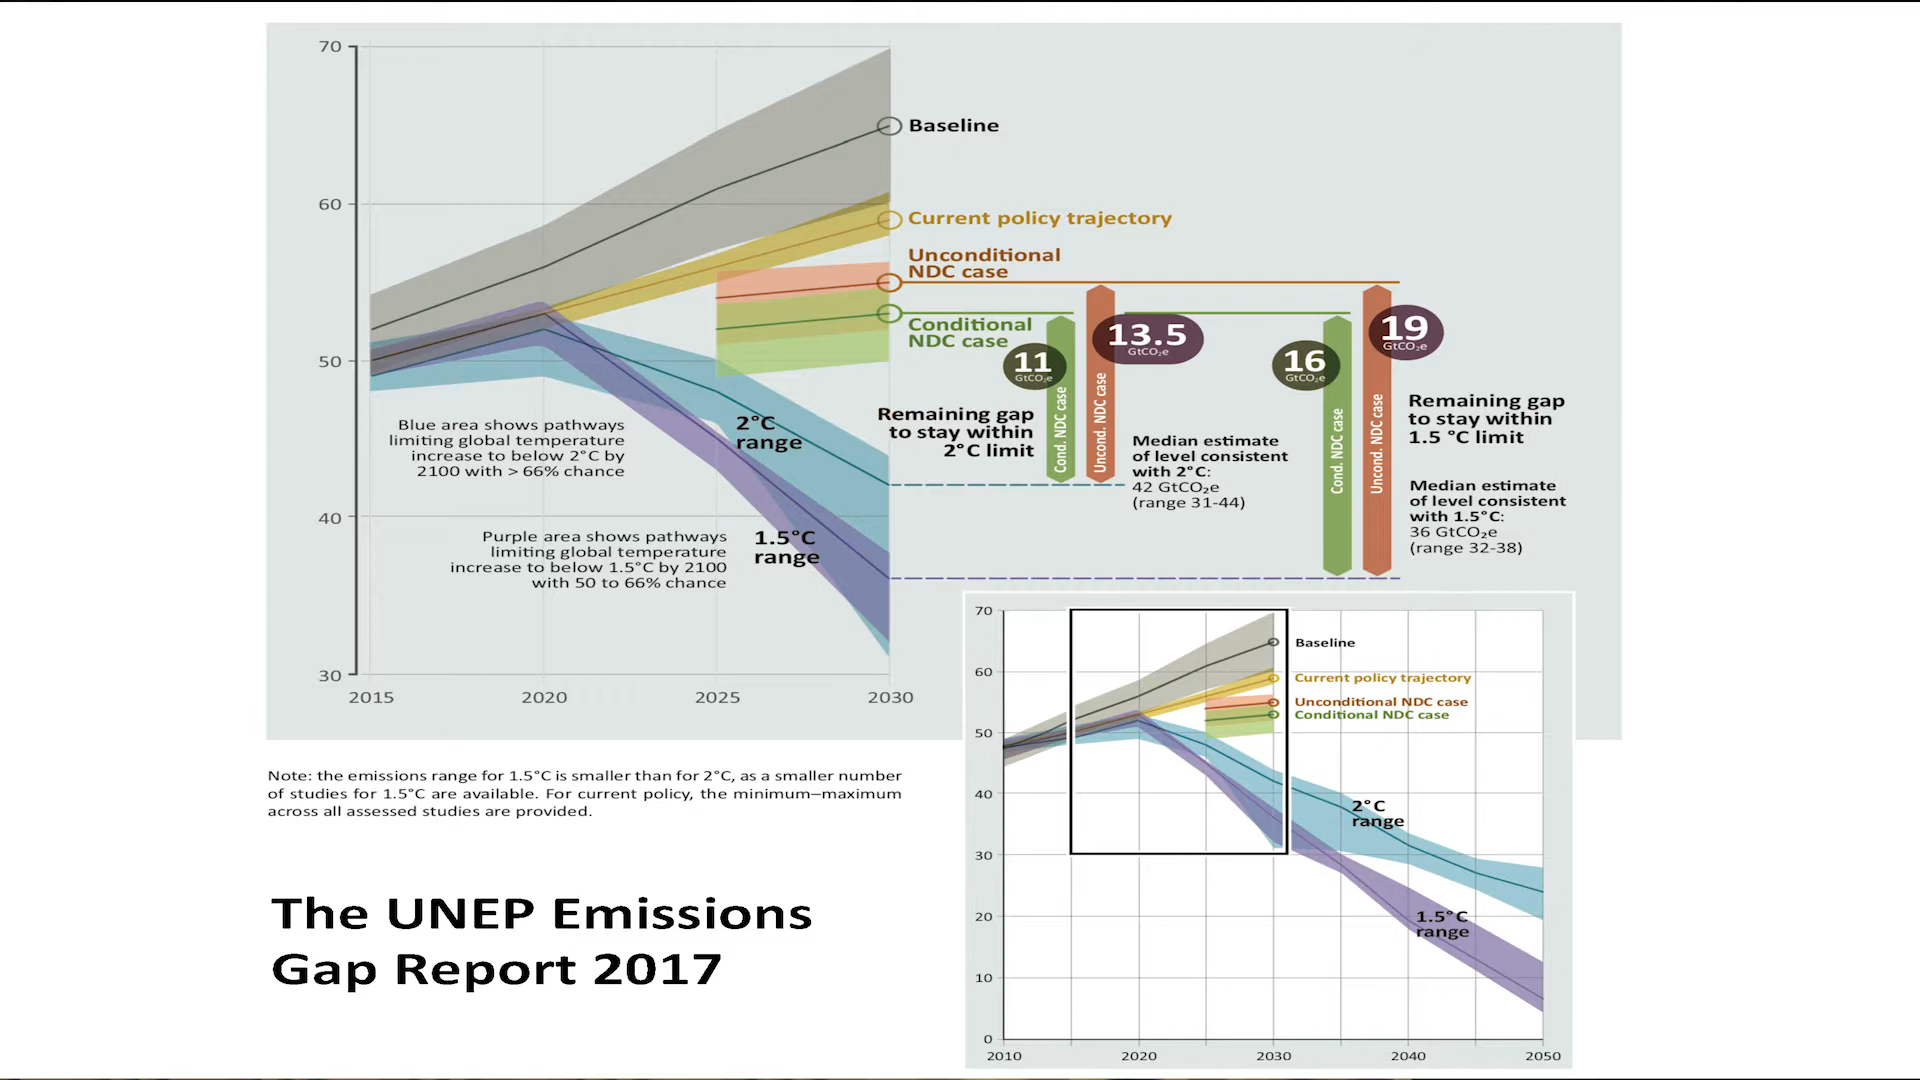 70
60
50
40
30
2015
2020
2025
2030
Baseline
Current policy trajectory
Unconditional
NDC case
Conditional
NDC case
Blue area shows pathways
limiting global temperature
increase to below 2°C by
2100 with > 66% chance
Purple area shows pathways
limiting global temperature
increase to below 1.5°C by 2100
with 50 to 66% chance
2°C
range
1.5°C
range
11
GtCO₂e
13.5
GtCO₂e
16
GtCO₂e
19
GtCO₂e
Cond. NDC case
Uncond. NDC case
Cond. NDC case
Uncond. NDC case
Remaining gap
to stay within
2°C limit
Median estimate
of level consistent
with 2°C:
42 GtCO₂e
(range 31-44)
Remaining gap
to stay within
1.5 °C limit
Median estimate
of level consistent
with 1.5°C:
36 GtCO₂e
(range 32-38)
70
60
50
40
30
20
10
0
2010
2020
2030
2040
2050
Baseline
Current policy trajectory
Unconditional NDC case
Conditional NDC case
2°C
range
1.5°C
range
Note: the emissions range for 1.5°C is smaller than for 2°C, as a smaller number
of studies for 1.5°C are available. For current policy, the minimum–maximum
across all assessed studies are provided.
The UNEP Emissions
Gap Report 2017